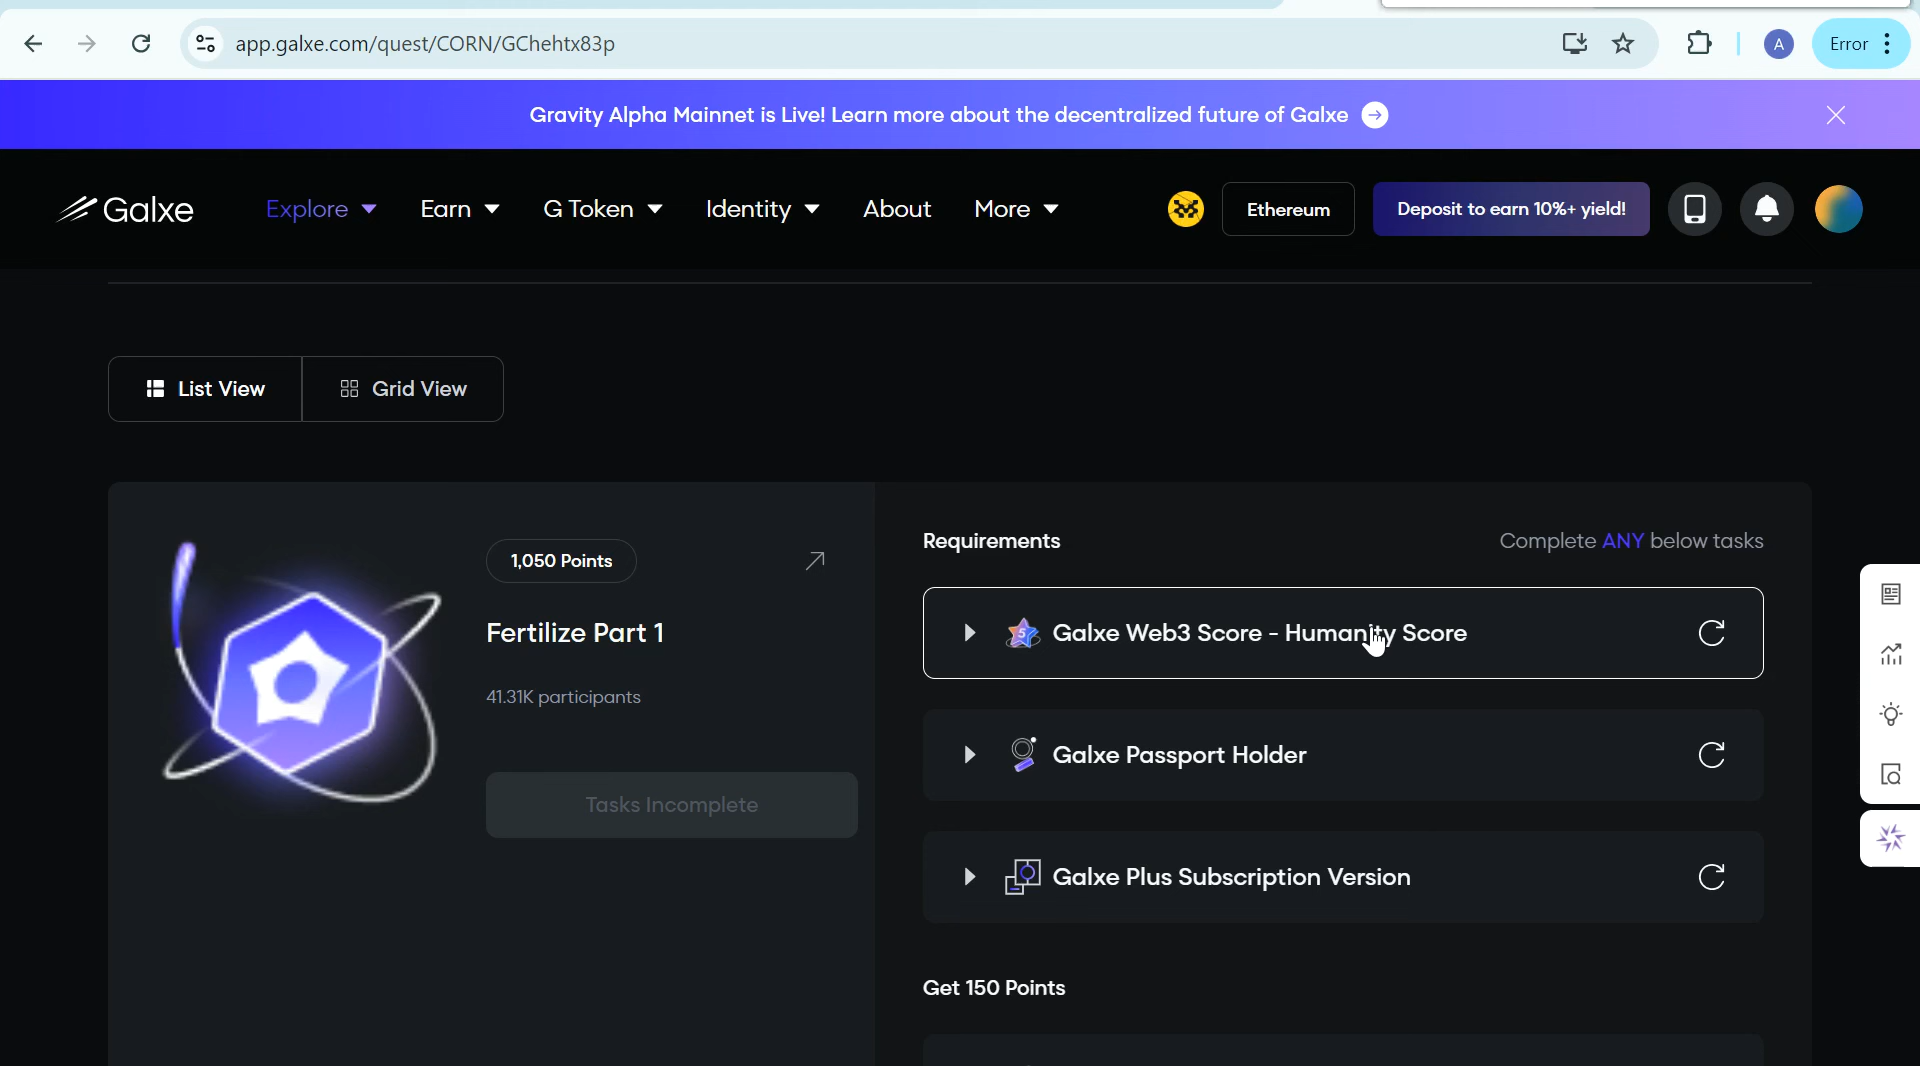 app.galxe.com/quest/CORN/GChehtx83p
A
Error
Gravity Alpha Mainnet is Live! Learn more about the decentralized future of Galxe
Galxe
Explore
Earn
G Token
Identity
About
More
Ethereum
Deposit to earn 10%+ yield!
List View
Grid View
1,050 Points
Fertilize Part 1
41.31K participants
Tasks Incomplete
Requirements
Complete ANY below tasks
5
Galxe Web3 Score - Humanity Score
Galxe Passport Holder
Galxe Plus Subscription Version
Get 150 Points